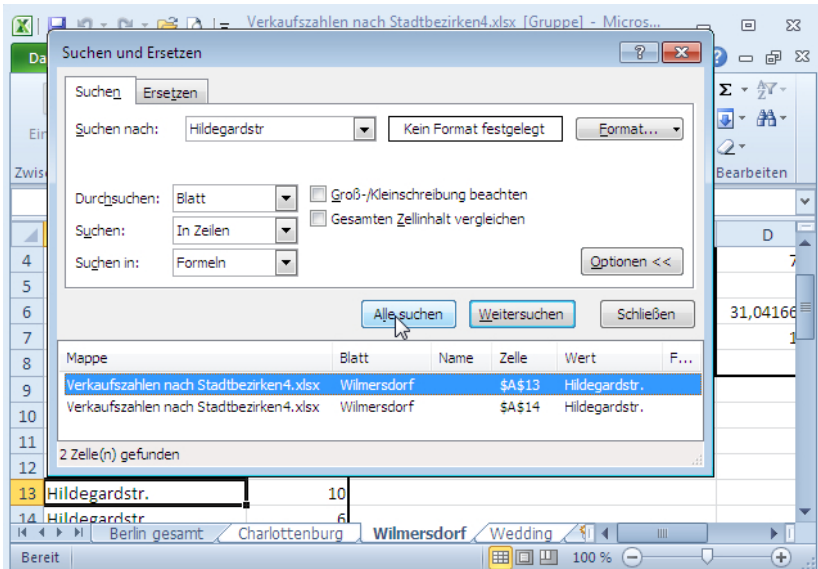 Verkaufszahlen nach Stadtbezirken4.xlsx [Gruppe] - Micros...
Suchen und Ersetzen
Da
Suchen Ersetzen
Suchen nach: Hildegardstr Kein Format festgelegt Format...
Ein
Zwis
Bearbeiten
Durchsuchen: Blatt Groß-/Kleinschreibung beachten
Gesamten Zellinhalt vergleichen
Suchen: In Zeilen
Suchen in: Formeln Optionen <<
D
4 7
5
6 31,04166
7 1
8
9
10
11
12
Alle suchen Weitersuchen Schließen
Mappe Blatt Name Zelle Wert F...
Verkaufszahlen nach Stadtbezirken4.xlsx Wilmersdorf $A$13 Hildegardstr.
Verkaufszahlen nach Stadtbezirken4.xlsx Wilmersdorf $A$14 Hildegardstr.
2 Zelle(n) gefunden
13 Hildegardstr. 10
14 Hildegardstr. 6
Berlin gesamt Charlottenburg Wilmersdorf Wedding
Bereit 100 %